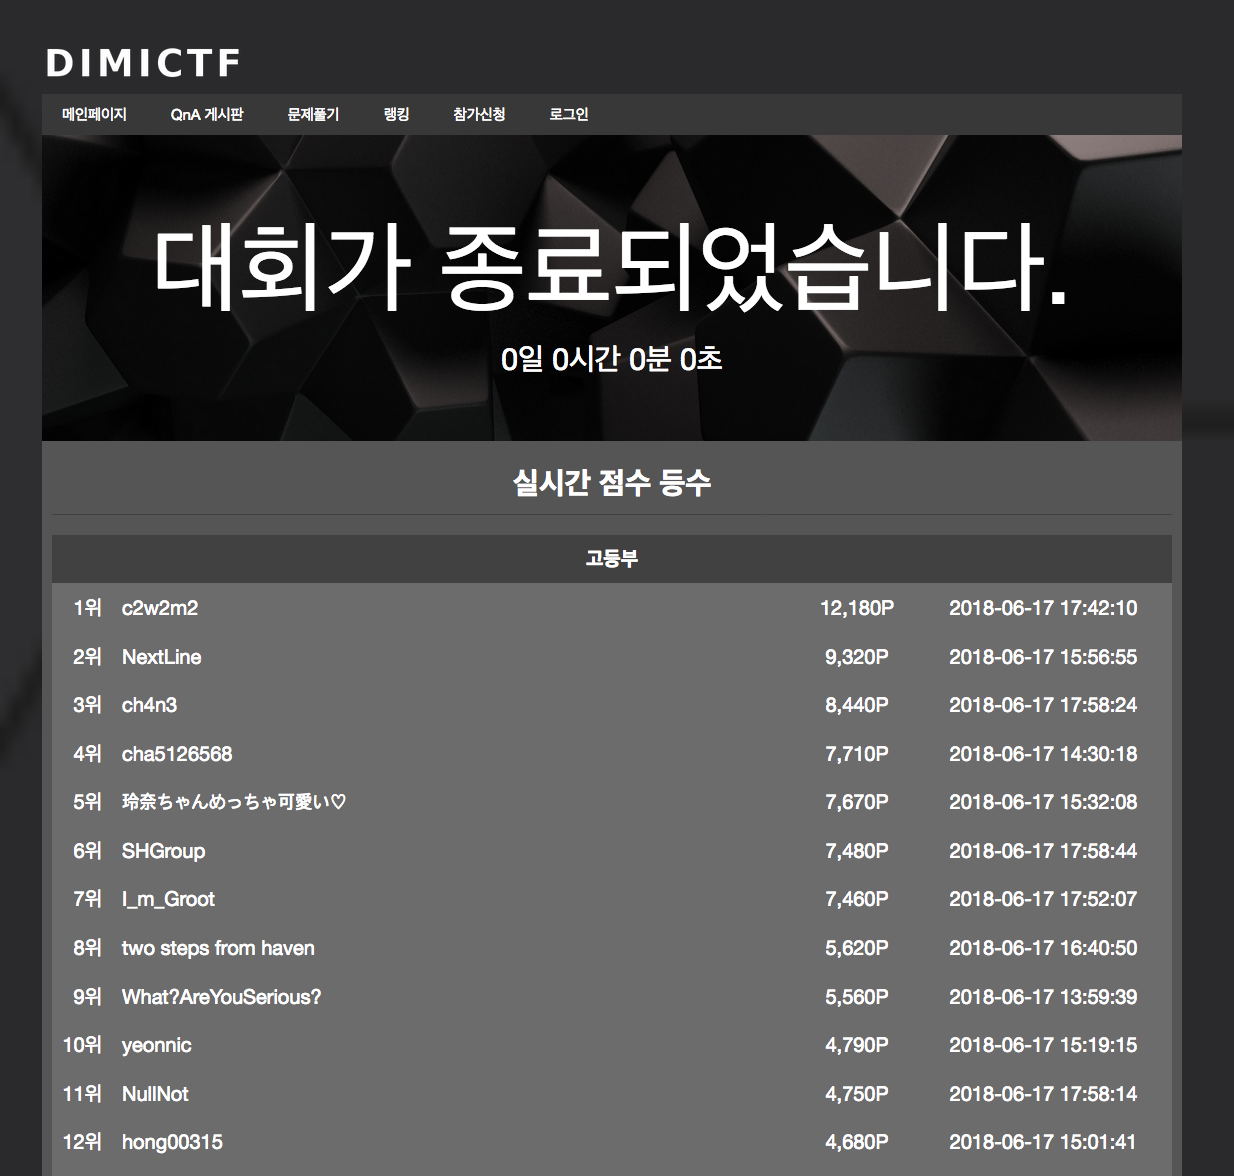 DIMICTF
메인페이지 QnA 게시판 문제풀기 랭킹 참가신청 로그인
대회가 종료되었습니다.
0일 0시간 0분 0초
실시간 점수 등수
고등부
1위 c2w2m2 12,180P 2018-06-17 17:42:10
2위 NextLine 9,320P 2018-06-17 15:56:55
3위 ch4n3 8,440P 2018-06-17 17:58:24
4위 cha5126568 7,710P 2018-06-17 14:30:18
5위 玲奈ちゃんめっちゃ可愛い♡ 7,670P 2018-06-17 15:32:08
6위 SHGroup 7,480P 2018-06-17 17:58:44
7위 I_m_Groot 7,460P 2018-06-17 17:52:07
8위 two steps from haven 5,620P 2018-06-17 16:40:50
9위 What?AreYouSerious? 5,560P 2018-06-17 13:59:39
10위 yeonnic 4,790P 2018-06-17 15:19:15
11위 NullNot 4,750P 2018-06-17 17:58:14
12위 hong00315 4,680P 2018-06-17 15:01:41